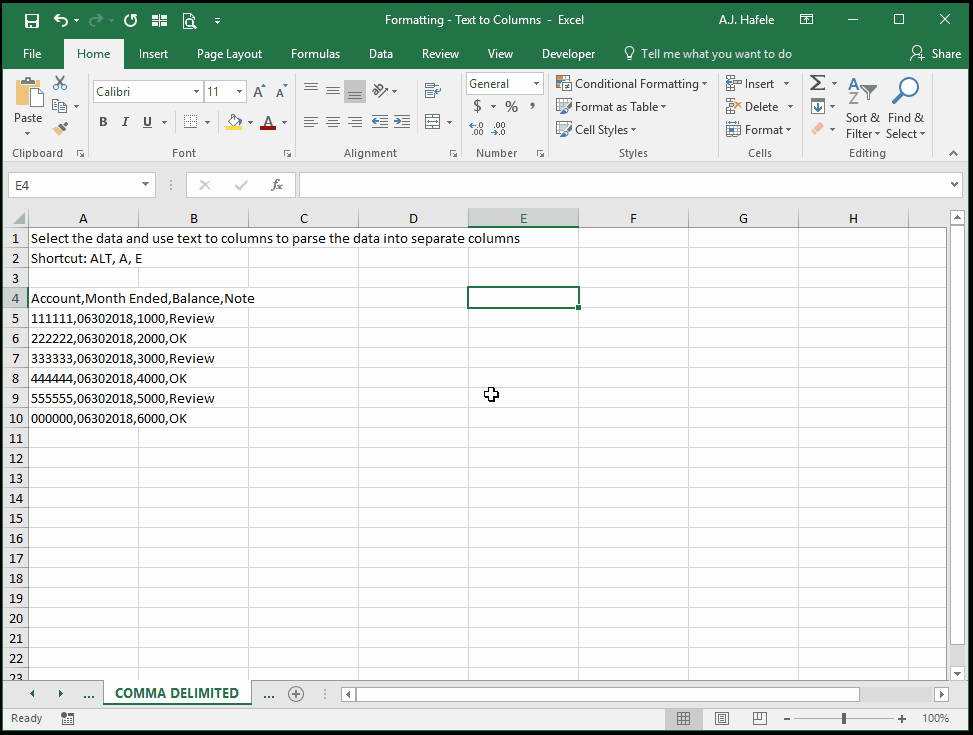 Formatting - Text to Columns - Excel
A.J. Hafele
File Home Insert Page Layout Formulas Data Review View Developer Tell me what you want to do Share
Calibri 11 General Conditional Formatting Insert
Format as Table Delete
Paste B I U $ % , Cell Styles Format Sort & Filter Find & Select
Clipboard Font Alignment Number Styles Cells Editing
E4 fx
A B C D E F G H
1 Select the data and use text to columns to parse the data into separate columns
2 Shortcut: ALT, A, E
3
4 Account,Month Ended,Balance,Note
5 111111,06302018,1000,Review
6 222222,06302018,2000,OK
7 333333,06302018,3000,Review
8 444444,06302018,4000,OK
9 555555,06302018,5000,Review
10 000000,06302018,6000,OK
11
12
13
14
15
16
17
18
19
20
21
22
23
... COMMA DELIMITED ...
Ready 100%